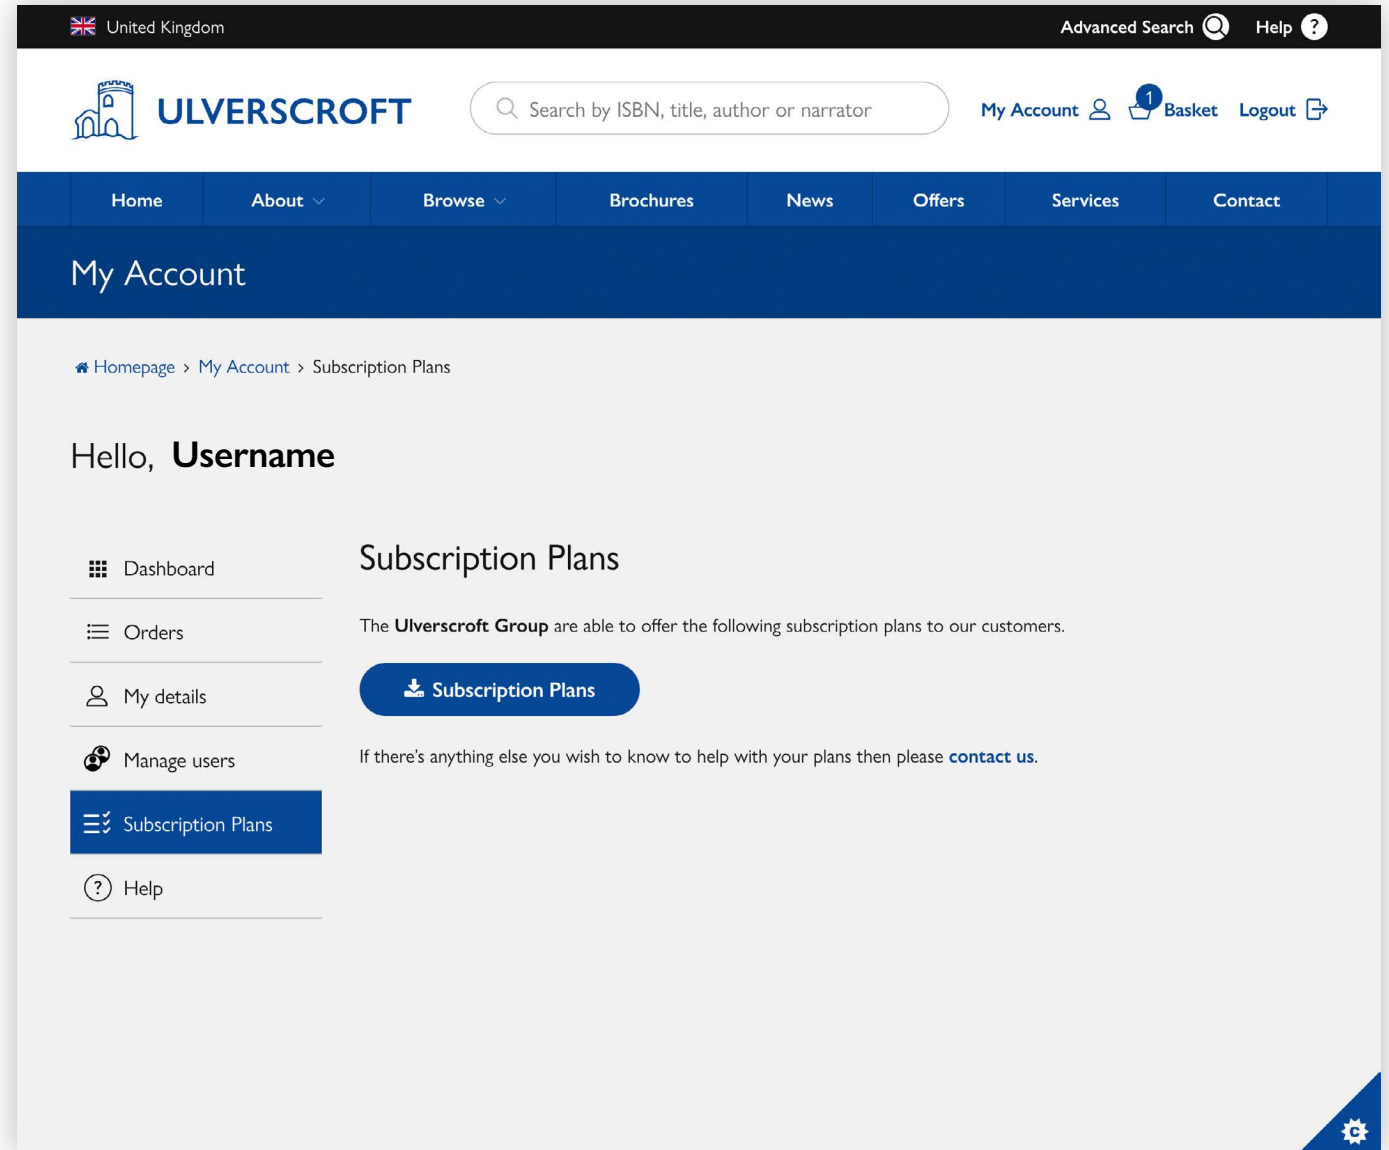 United Kingdom
Advanced Search
Help ?
ULVERSCROFT
Search by ISBN, title, author or narrator
My Account
1
Basket
Logout
Home
About
Browse
Brochures
News
Offers
Services
Contact
My Account
Homepage > My Account > Subscription Plans
Hello, Username
Dashboard
Orders
My details
Manage users
Subscription Plans
? Help
Subscription Plans
The Ulverscroft Group are able to offer the following subscription plans to our customers.
Subscription Plans
If there's anything else you wish to know to help with your plans then please contact us.
C